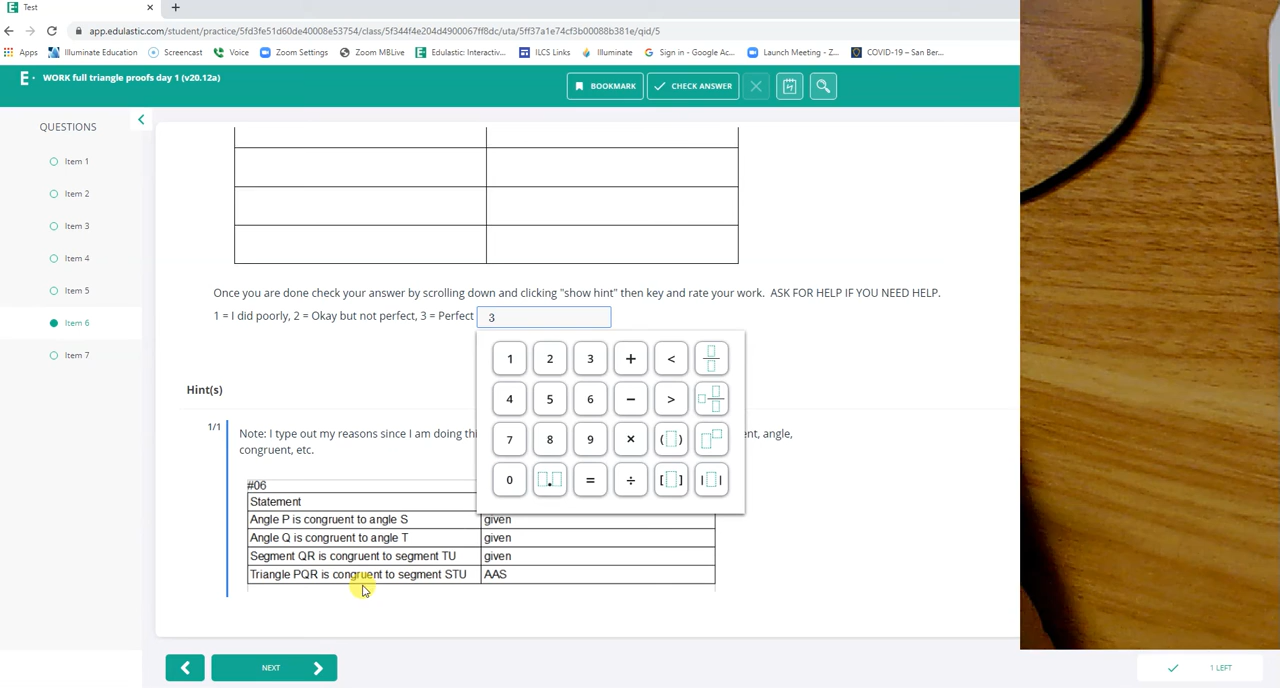 Test
app.edulastic.com/student/practice/5fd3fe51d60de40008e53754/class/5f344f4e204d4900067ff8dc/uta/5ff37a1e74cf3b00088b381e/qid/5
Apps Illuminate Education Screencast Voice Zoom Settings Zoom MBLive Edulastic: Interactiv... ILCS Links Illuminate Sign in - Google Ac... Launch Meeting - Z... COVID-19 – San Ber...
E WORK full triangle proofs day 1 (v20.12a)
BOOKMARK CHECK ANSWER
QUESTIONS
Item 1
Item 2
Item 3
Item 4
Item 5
Item 6
Item 7
Once you are done check your answer by scrolling down and clicking "show hint" then key and rate your work. ASK FOR HELP IF YOU NEED HELP.
1 = I did poorly, 2 = Okay but not perfect, 3 = Perfect 3
1 2 3 + <
4 5 6 − >
7 8 9 × ( )
0 . = ÷ [ ] | |
Hint(s)
1/1
Note: I type out my reasons since I am doing thi nt, angle,
congruent, etc.
#06
Statement
Angle P is congruent to angle S given
Angle Q is congruent to angle T given
Segment QR is congruent to segment TU given
Triangle PQR is congruent to segment STU AAS
NEXT
1 LEFT